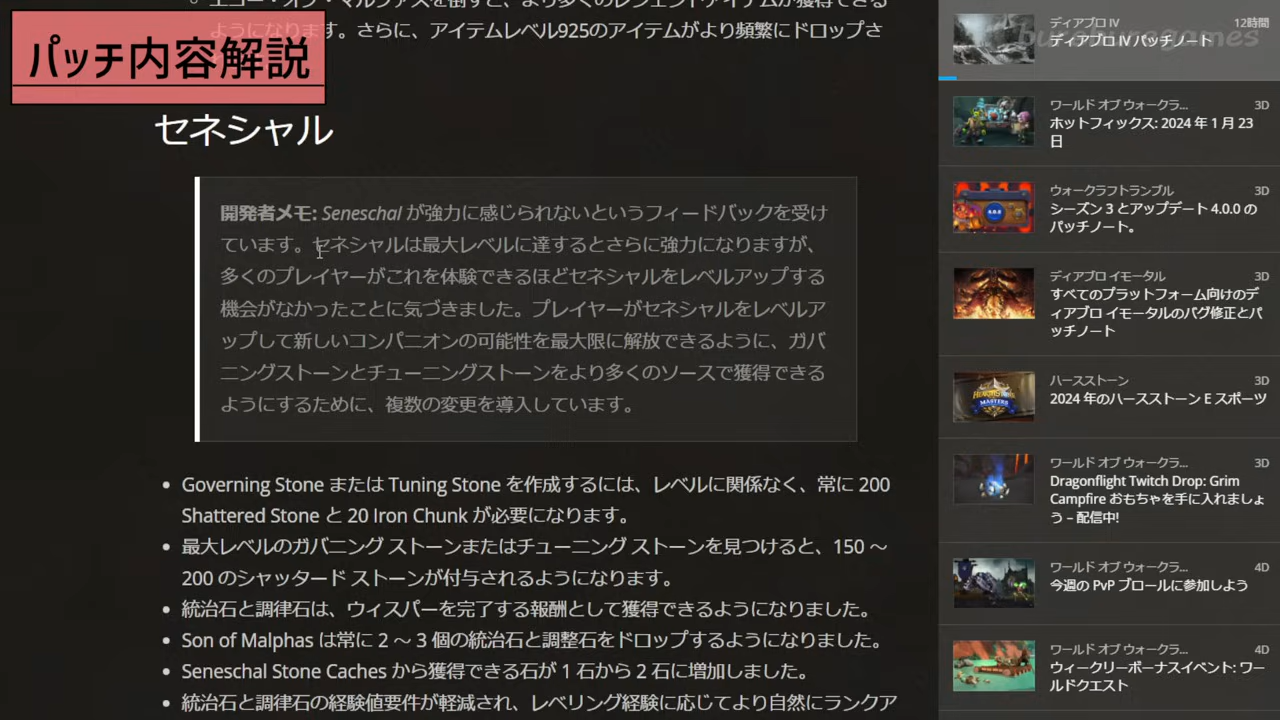 エコー・オブ・マルファスを倒すと、より多くのレジェンドアイテムが獲得できる
ようになります。さらに、アイテムレベル925のアイテムがより頻繁にドロップさ
パッチ内容解説
セネシャル
開発者メモ: Seneschal が強力に感じられないというフィードバックを受け
ています。セネシャルは最大レベルに達するとさらに強力になりますが、
多くのプレイヤーがこれを体験できるほどセネシャルをレベルアップする
機会がなかったことに気づきました。プレイヤーがセネシャルをレベルア
ップして新しいコンパニオンの可能性を最大限に解放できるように、ガバ
ニングストーンとチューニングストーンをより多くのソースで獲得できる
ようにするために、複数の変更を導入しています。
Governing Stone または Tuning Stone を作成するには、レベルに関係なく、常に 200
Shattered Stone と 20 Iron Chunk が必要になります。
最大レベルのガバニング ストーンまたはチューニング ストーンを見つけると、150 ～
200 のシャッタード ストーンが付与されるようになります。
統治石と調律石は、ウィスパーを完了する報酬として獲得できるようになりました。
Son of Malphas は常に 2 ～ 3 個の統治石と調整石をドロップするようになりました。
Seneschal Stone Caches から獲得できる石が 1 石から 2 石に増加しました。
統治石と調律石の経験値要件が軽減され、レベリング経験に応じてより自然にランクア
ディアブロ IV
12時間
ディアブロ IV パッチノート
ワールド オブ ウォークラ...
3D
ホットフィックス: 2024 年 1 月 23
日
ウォークラフトランブル
3D
シーズン 3 とアップデート 4.0.0 の
パッチノート。
ディアブロ イモータル
3D
すべてのプラットフォーム向けのデ
ィアブロ イモータルのバグ修正とパ
ッチノート
ハースストーン
3D
2024 年のハースストーン E スポーツ
ワールド オブ ウォークラ...
3D
Dragonflight Twitch Drop: Grim
Campfire おもちゃを手に入れましょ
う – 配信中!
ワールド オブ ウォークラ...
4D
今週の PvP ブロールに参加しよう
ワールド オブ ウォークラ...
4D
ウィークリーボーナスイベント: ワー
ルドクエスト